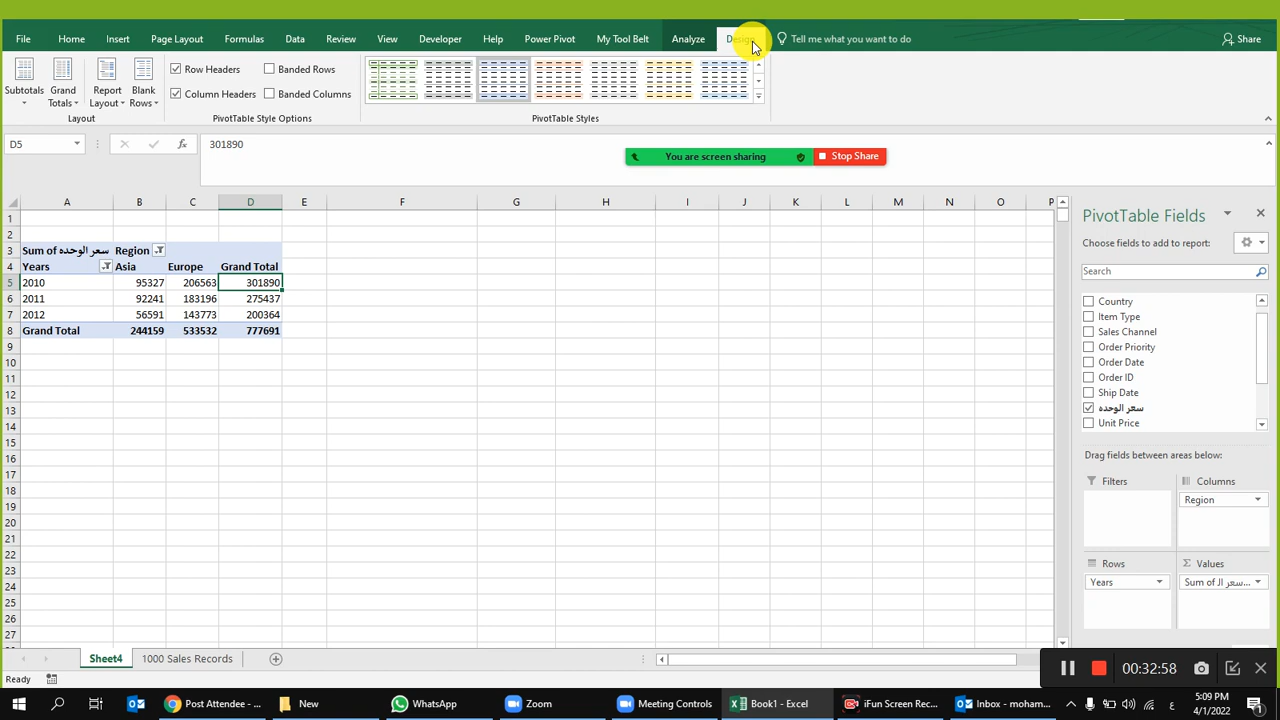 File Home Insert Page Layout Formulas Data Review View Developer Power Pivot My Tool Belt Analyze Design Tell me what you want to do Share
Subtotals Grand Totals Report Layout Blank Rows
Row Headers Banded Rows
Column Headers Banded Columns
Layout PivotTable Style Options PivotTable Styles
D5 fx 301890
You are screen sharing Stop Share
A B C D E F G H I J K L M N O P
1
2
3 Sum of سعر الوحده Region
4 Years Asia Europe Grand Total
5 2010 95327 206563 301890
6 2011 92241 183196 275437
7 2012 56591 143773 200364
8 Grand Total 244159 533532 777691
9
10
11
12
13
14
15
16
17
18
19
20
21
22
23
24
25
26
27
PivotTable Fields
Choose fields to add to report:
Search
Country
Item Type
Sales Channel
Order Priority
Order Date
Order ID
Ship Date
سعر الوحده
Unit Price
Drag fields between areas below:
Filters Columns
Region
Rows Values
Years Sum of سعر الـ...
Sheet4 1000 Sales Records
Ready
00:32:58
Post Attendee - ... New WhatsApp Zoom Meeting Controls Book1 - Excel iFun Screen Rec... Inbox - moham... ع 5:09 PM
4/1/2022